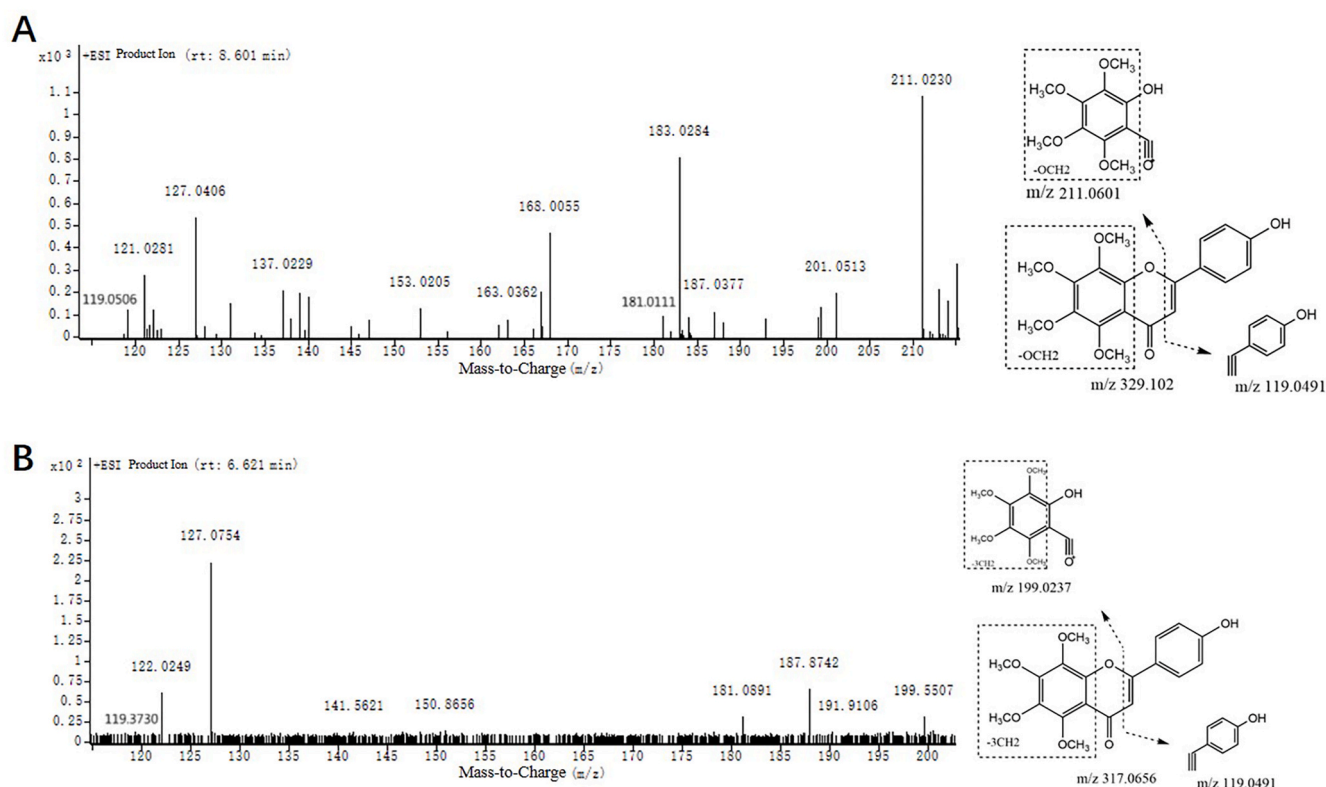 A
×10 3
+ESI Product Ion (rt: 8.601 min)
1.1
1
0.9
0.8
0.7
0.6
0.5
0.4
0.3
0.2
0.1
0
119.0506
121.0281
127.0406
137.0229
153.0205
163.0362
168.0055
181.0111
183.0284
187.0377
201.0513
211.0230
120 125 130 135 140 145 150 155 160 165 170 175 180 185 190 195 200 205 210
Mass-to-Charge (m/z)
OCH3
H3CO
OH
H3CO
OCH3
O
-OCH2
m/z 211.0601
OCH3
OH
H3CO
O
H3CO
OCH3
O
-OCH2
OH
m/z 329.102
m/z 119.0491
B
×10 2
+ESI Product Ion (rt: 6.621 min)
3
2.75
2.5
2.25
2
1.75
1.5
1.25
1
0.75
0.5
0.25
0
119.3730
122.0249
127.0754
141.5621
150.8656
181.0891
187.8742
191.9106
199.5507
120 125 130 135 140 145 150 155 160 165 170 175 180 185 190 195 200
Mass-to-Charge (m/z)
OCH3
H3CO
OH
H3CO
OCH3
O
-3CH2
m/z 199.0237
OCH3
OH
H3CO
O
H3CO
OCH3
O
-3CH2
OH
m/z 317.0656
m/z 119.0491